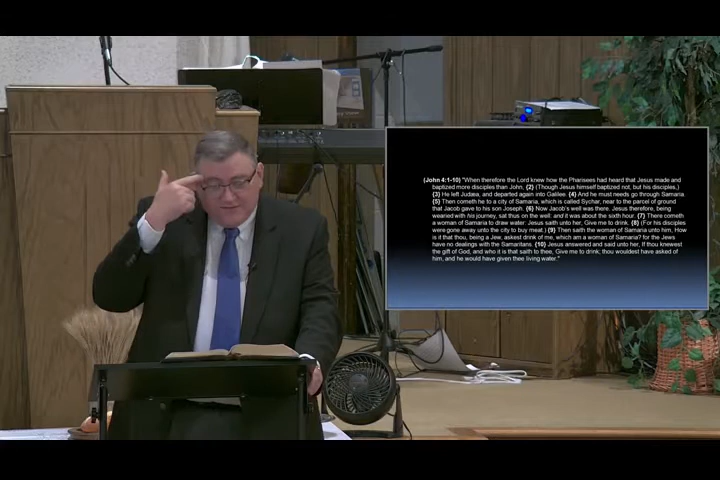 (John 4:1-10) "When therefore the Lord knew how the Pharisees had heard that Jesus made and
baptized more disciples than John, (2) (Though Jesus himself baptized not, but his disciples,)
(3) He left Judaea, and departed again into Galilee. (4) And he must needs go through Samaria.
(5) Then cometh he to a city of Samaria, which is called Sychar, near to the parcel of ground
that Jacob gave to his son Joseph. (6) Now Jacob's well was there. Jesus therefore, being
wearied with his journey, sat thus on the well: and it was about the sixth hour. (7) There cometh
a woman of Samaria to draw water: Jesus saith unto her, Give me to drink. (8) (For his disciples
were gone away unto the city to buy meat.) (9) Then saith the woman of Samaria unto him, How
is it that thou, being a Jew, askest drink of me, which am a woman of Samaria? for the Jews
have no dealings with the Samaritans. (10) Jesus answered and said unto her, If thou knewest
the gift of God, and who it is that saith to thee, Give me to drink; thou wouldest have asked of
him, and he would have given thee living water."